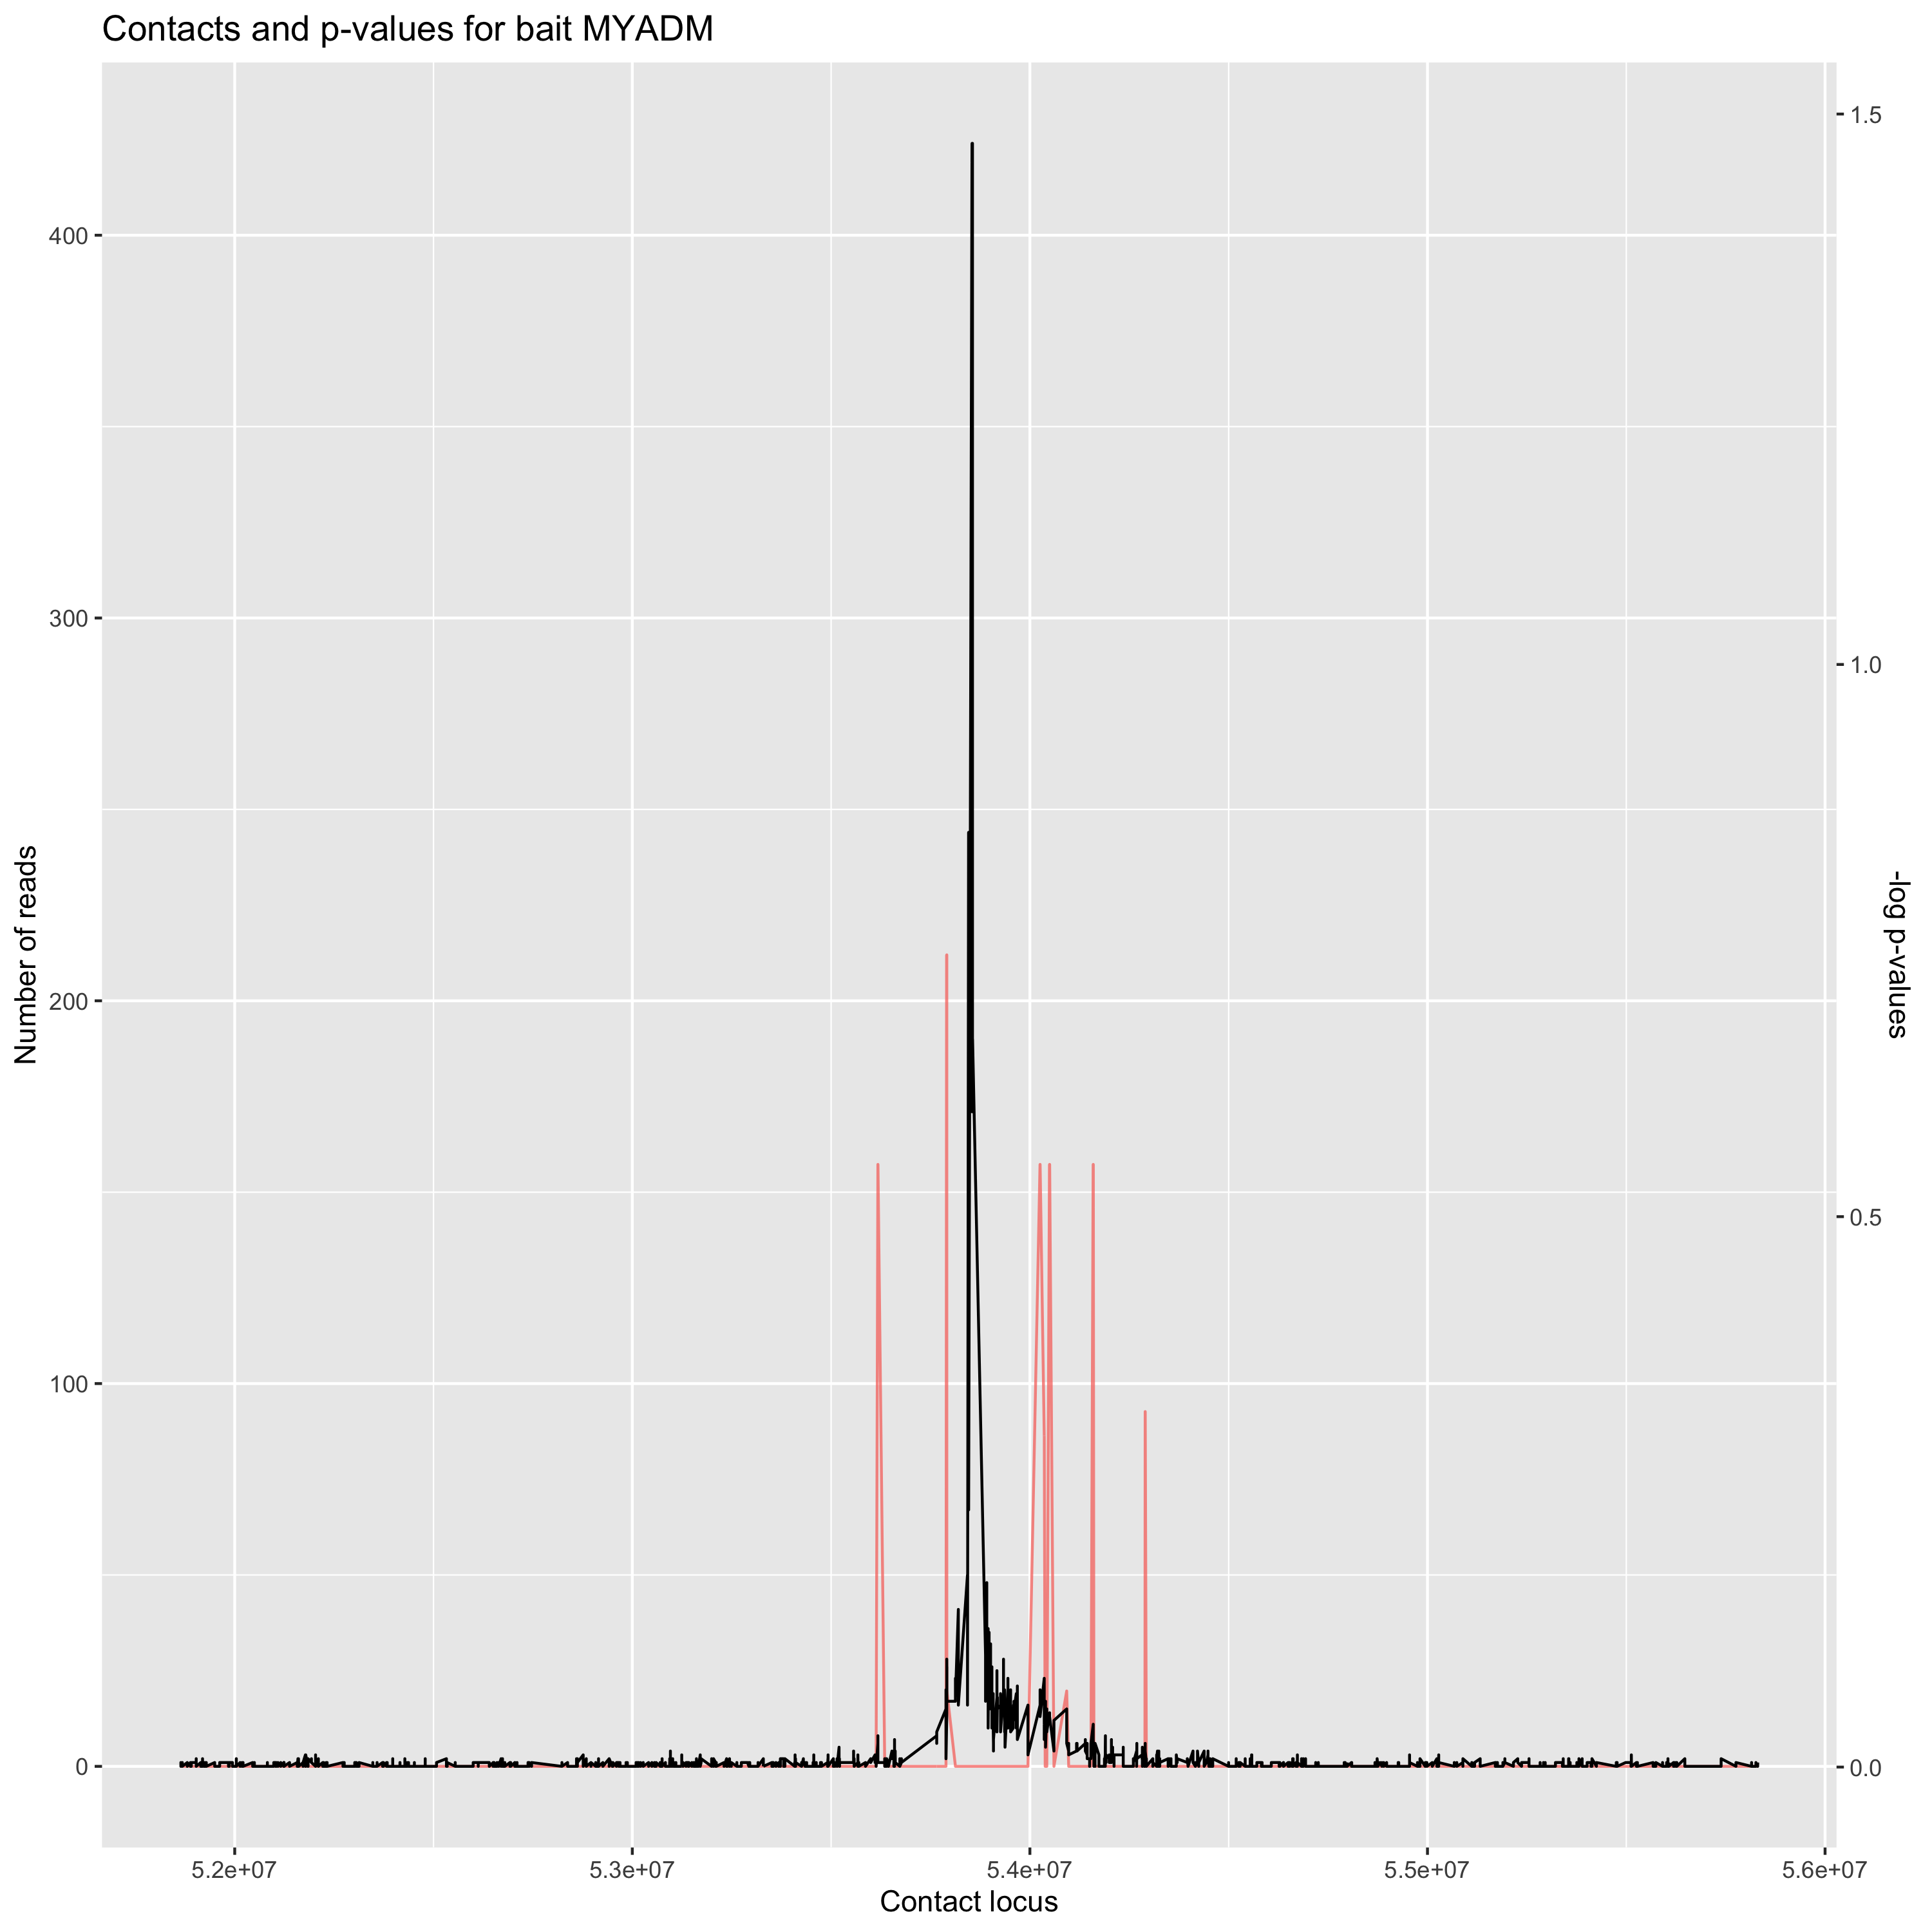 Contacts and p-values for bait MYADM
400
300
200
100
0
Number of reads
1.5
1.0
0.5
0.0
-log p-values
5.2e+07 5.3e+07 5.4e+07 5.5e+07 5.6e+07
Contact locus